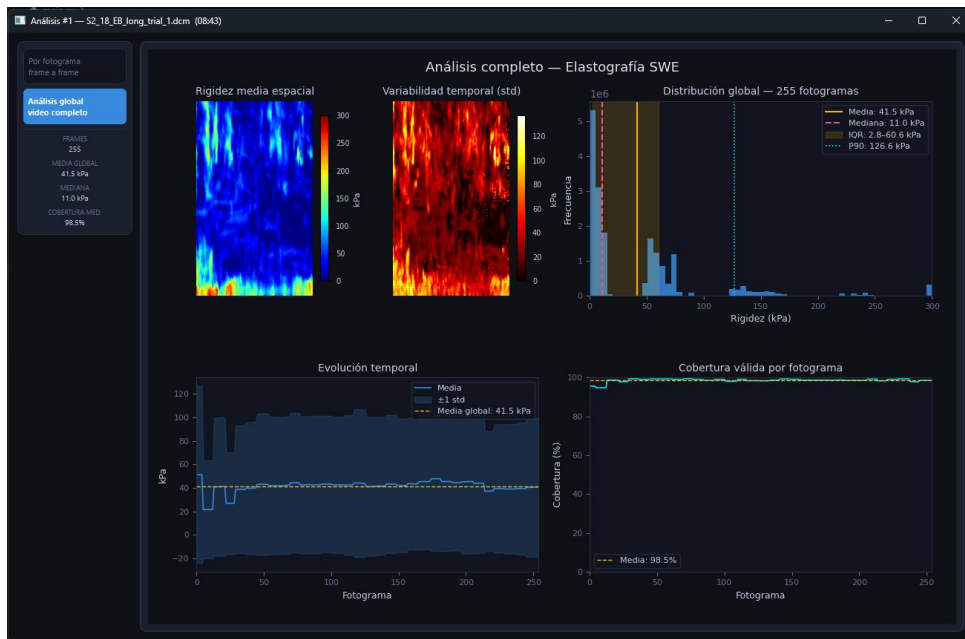 Análisis #1 — S2_18_EB_long_trial_1.dcm (08:43)
Por fotograma
frame a frame
Análisis global
video completo
FRAMES
255
MEDIA GLOBAL
41.5 kPa
MEDIANA
11.0 kPa
COBERTURA MED.
98.5%
Análisis completo — Elastografía SWE
Rigidez media espacial
300
250
200
150
100
50
0
kPa
Variabilidad temporal (std)
120
100
80
60
40
20
0
kPa
Distribución global — 255 fotogramas
1e6
Media: 41.5 kPa
Mediana: 11.0 kPa
IQR: 2.8–60.6 kPa
P90: 126.6 kPa
Frecuencia
5
4
3
2
1
0
0 50 100 150 200 250 300
Rigidez (kPa)
Evolución temporal
Media
±1 std
Media global: 41.5 kPa
kPa
120
100
80
60
40
20
0
−20
0 50 100 150 200 250
Fotograma
Cobertura válida por fotograma
Cobertura (%)
100
80
60
40
20
0
Media: 98.5%
0 50 100 150 200 250
Fotograma